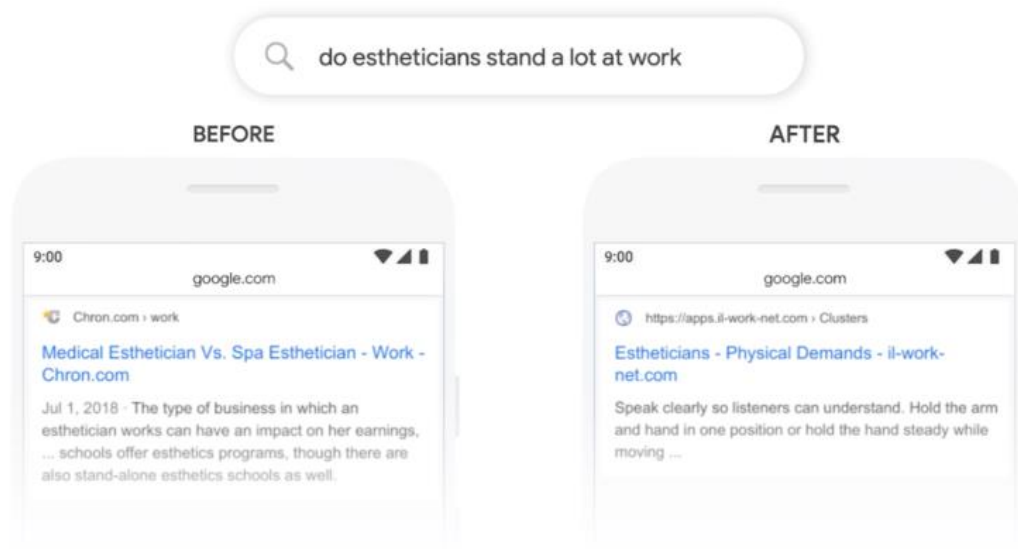 do estheticians stand a lot at work
BEFORE
9:00
google.com
Chron.com › work
Medical Esthetician Vs. Spa Esthetician - Work -
Chron.com
Jul 1, 2018 · The type of business in which an
esthetician works can have an impact on her earnings,
... schools offer esthetics programs, though there are
also stand-alone esthetics schools as well.
AFTER
9:00
google.com
https://apps.il-work-net.com › Clusters
Estheticians - Physical Demands - il-work-
net.com
Speak clearly so listeners can understand. Hold the arm
and hand in one position or hold the hand steady while
moving ...